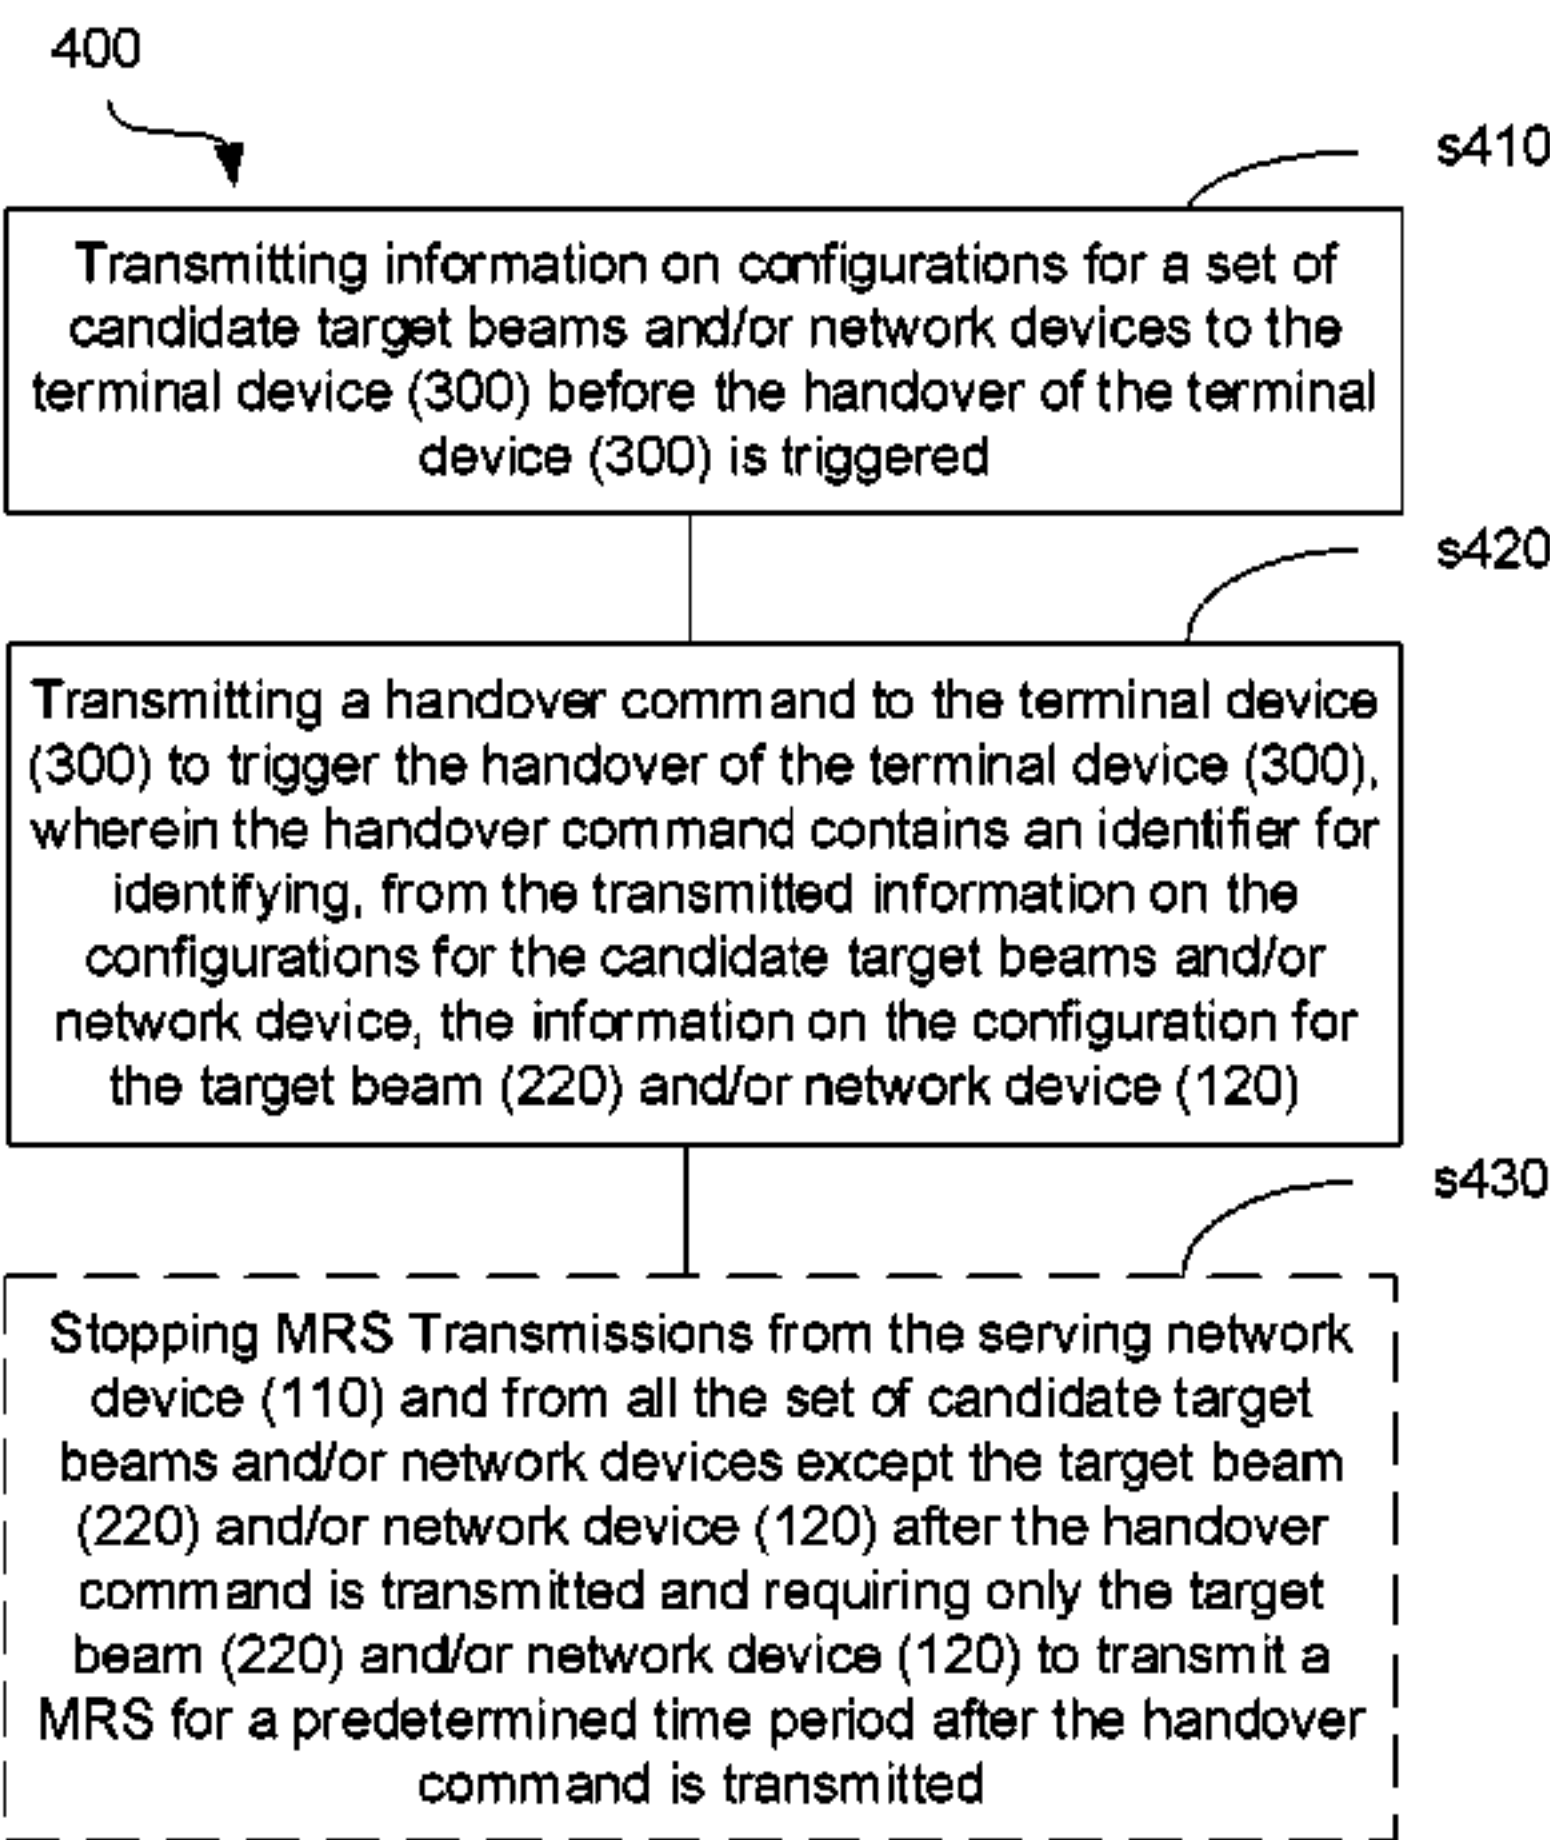 400
s410
Transmitting information on configurations for a set of
candidate target beams and/or network devices to the
terminal device (300) before the handover of the terminal
device (300) is triggered
s420
Transmitting a handover command to the terminal device
(300) to trigger the handover of the terminal device (300),
wherein the handover command contains an identifier for
identifying, from the transmitted information on the
configurations for the candidate target beams and/or
network device, the information on the configuration for
the target beam (220) and/or network device (120)
s430
Stopping MRS Transmissions from the serving network
device (110) and from all the set of candidate target
beams and/or network devices except the target beam
(220) and/or network device (120) after the handover
command is transmitted and requiring only the target
beam (220) and/or network device (120) to transmit a
MRS for a predetermined time period after the handover
command is transmitted